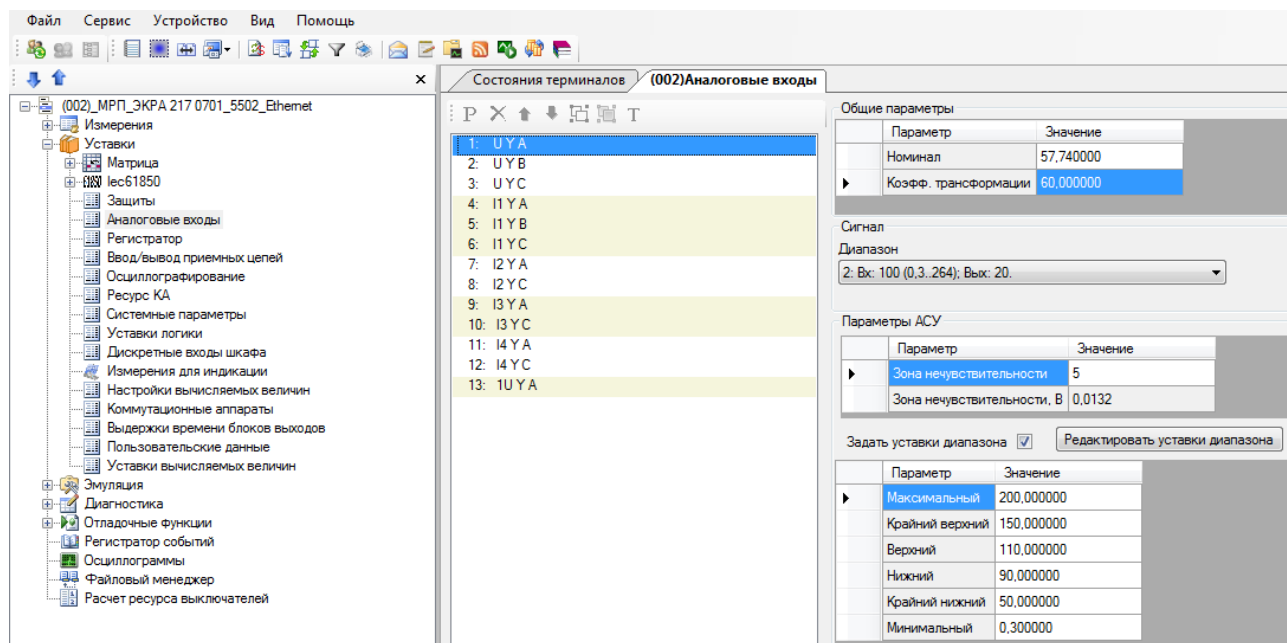 Файл Сервис Устройство Вид Помощь
(002)_МРП_ЭКРА 217 0701_5502_Ethernet
Измерения
Уставки
Матрица
61850 Iec61850
Защиты
Аналоговые входы
Регистратор
Ввод/вывод приемных цепей
Осциллографирование
Ресурс КА
Системные параметры
Уставки логики
Дискретные входы шкафа
Измерения для индикации
Настройки вычисляемых величин
Коммутационные аппараты
Выдержки времени блоков выходов
Пользовательские данные
Уставки вычисляемых величин
Эмуляция
Диагностика
Отладочные функции
Регистратор событий
Осциллограммы
Файловый менеджер
Расчет ресурса выключателей
Состояния терминалов (002)Аналоговые входы
P T
1: U Y A
2: U Y B
3: U Y C
4: I1 Y A
5: I1 Y B
6: I1 Y C
7: I2 Y A
8: I2 Y C
9: I3 Y A
10: I3 Y C
11: I4 Y A
12: I4 Y C
13: 1U Y A
Общие параметры
Параметр Значение
Номинал 57,740000
Коэфф. трансформации 60,000000
Сигнал
Диапазон
2: Вх: 100 (0,3..264); Вых: 20.
Параметры АСУ
Параметр Значение
Зона нечувствительности 5
Зона нечувствительности, В 0,0132
Задать уставки диапазона Редактировать уставки диапазона
Параметр Значение
Максимальный 200,000000
Крайний верхний 150,000000
Верхний 110,000000
Нижний 90,000000
Крайний нижний 50,000000
Минимальный 0,300000